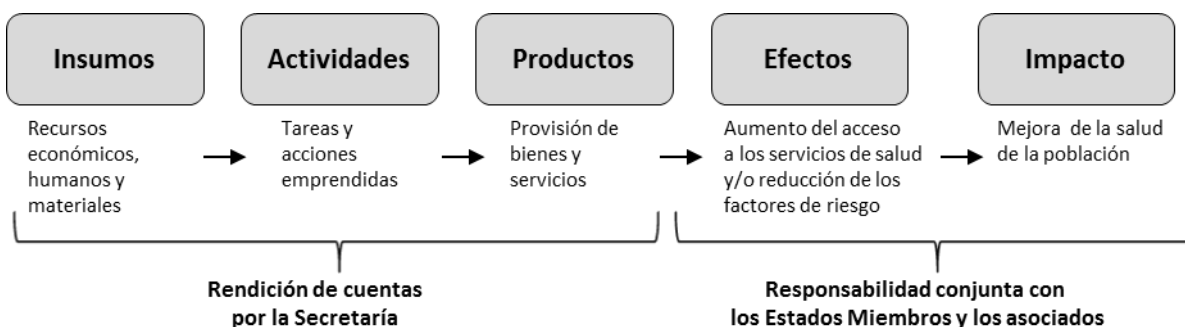 Insumos
Actividades
Productos
Efectos
Impacto
Recursos
económicos,
humanos y
materiales
Tareas y
acciones
emprendidas
Provisión de
bienes y
servicios
Aumento del acceso
a los servicios de salud
y/o reducción de los
factores de riesgo
Mejora de la salud
de la población
Rendición de cuentas
por la Secretaría
Responsabilidad conjunta con
los Estados Miembros y los asociados